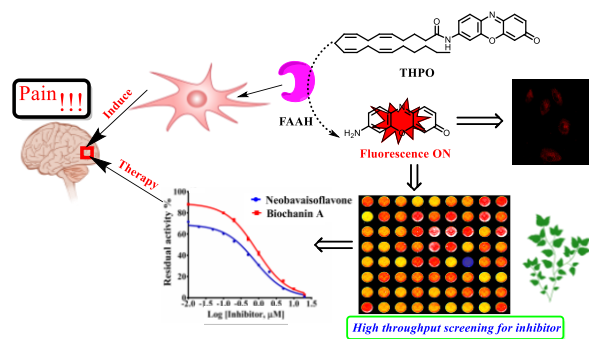 O
NH
N
O
O
THPO
Pain!!!
Induce
FAAH
H₂N
O
Fluorescence ON
Therapy
Residual activity %
100
80
60
40
20
0
Neobavaisoflavone
Biochanin A
-2.0 -1.5 -1.0 -0.5 0.0 0.5 1.0 1.5
Log [Inhibitor, μM]
High throughput screening for inhibitor